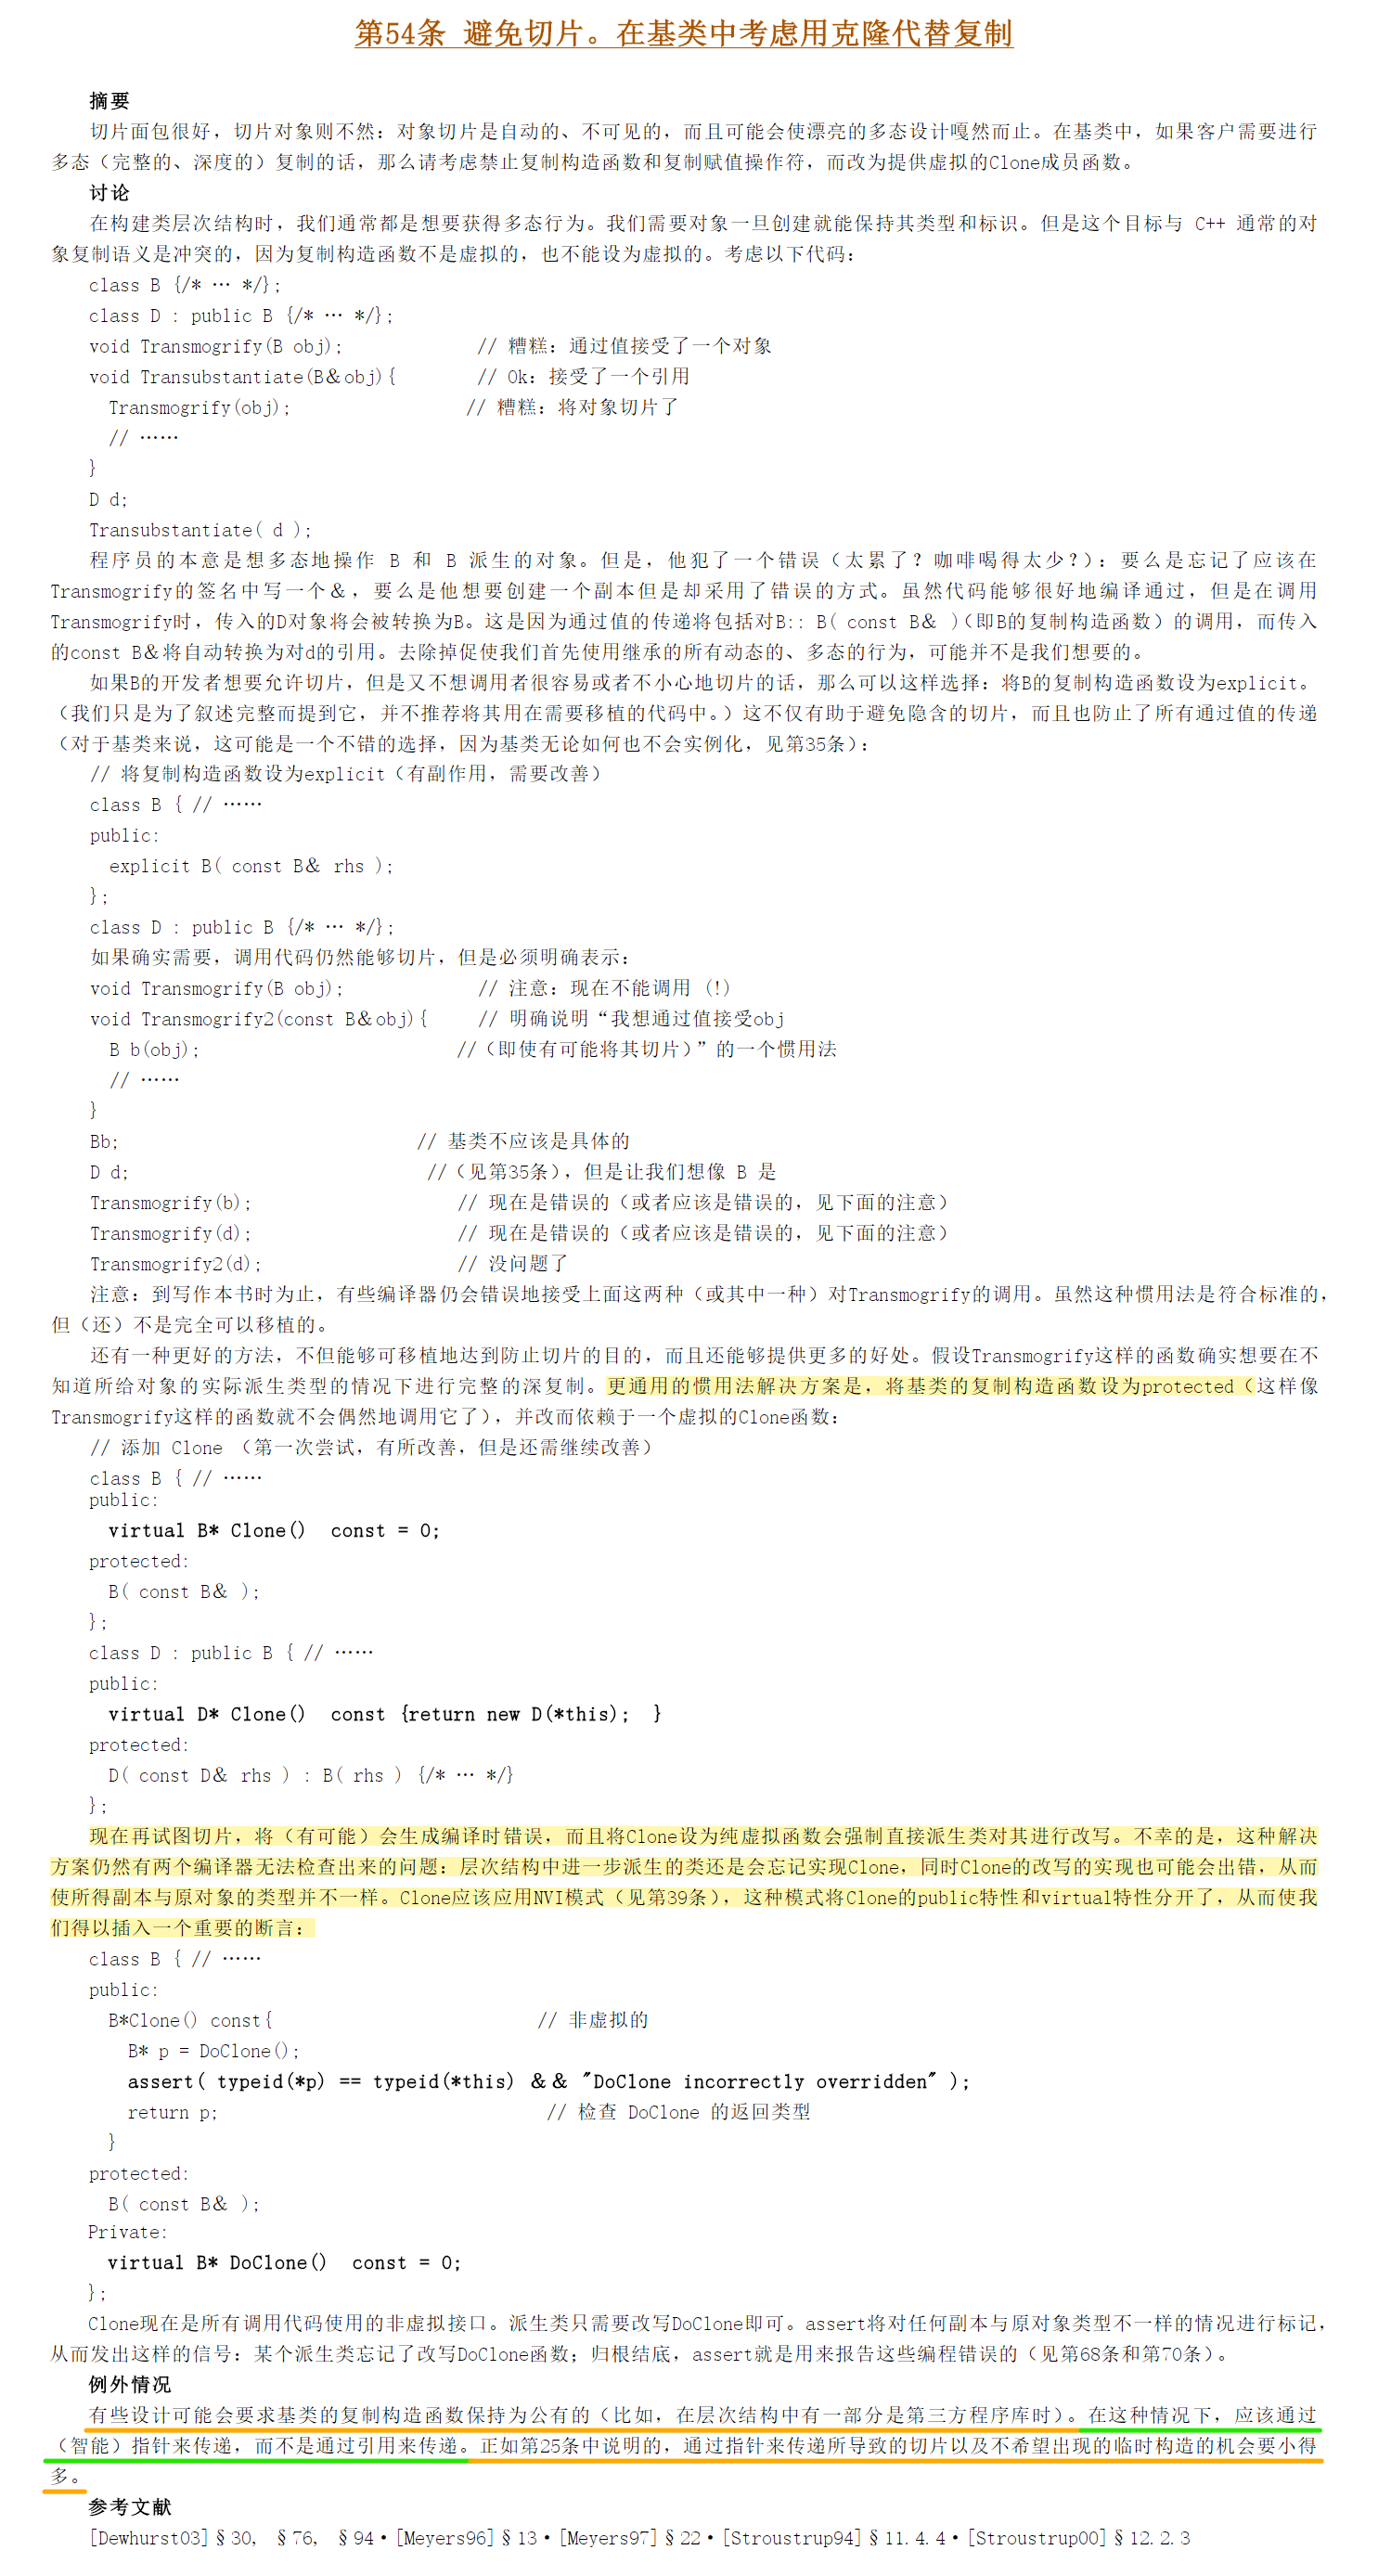 第54条 避免切片。在基类中考虑用克隆代替复制
摘要
切片面包很好，切片对象则不然：对象切片是自动的、不可见的，而且可能会使漂亮的多态设计嘎然而止。在基类中，如果客户需要进行
多态（完整的、深度的）复制的话，那么请考虑禁止复制构造函数和复制赋值操作符，而改为提供虚拟的Clone成员函数。
讨论
在构建类层次结构时，我们通常都是想要获得多态行为。我们需要对象一旦创建就能保持其类型和标识。但是这个目标与 C++ 通常的对
象复制语义是冲突的，因为复制构造函数不是虚拟的，也不能设为虚拟的。考虑以下代码：
class B {/* … */};
class D : public B {/* … */};
void Transmogrify(B obj); // 糟糕：通过值接受了一个对象
void Transubstantiate(B&obj){ // Ok：接受了一个引用
Transmogrify(obj); // 糟糕：将对象切片了
// ……
}
D d;
Transubstantiate( d );
程序员的本意是想多态地操作 B 和 B 派生的对象。但是，他犯了一个错误（太累了？咖啡喝得太少？）：要么是忘记了应该在
Transmogrify的签名中写一个&，要么是他想要创建一个副本但是却采用了错误的方式。虽然代码能够很好地编译通过，但是在调用
Transmogrify时，传入的D对象将会被转换为B。这是因为通过值的传递将包括对B:: B( const B& )（即B的复制构造函数）的调用，而传入
的const B&将自动转换为对d的引用。去除掉促使我们首先使用继承的所有动态的、多态的行为，可能并不是我们想要的。
如果B的开发者想要允许切片，但是又不想调用者很容易或者不小心地切片的话，那么可以这样选择：将B的复制构造函数设为explicit。
（我们只是为了叙述完整而提到它，并不推荐将其用在需要移植的代码中。）这不仅有助于避免隐含的切片，而且也防止了所有通过值的传递
（对于基类来说，这可能是一个不错的选择，因为基类无论如何也不会实例化，见第35条）：
// 将复制构造函数设为explicit（有副作用，需要改善）
class B { // ……
public:
explicit B( const B& rhs );
};
class D : public B {/* … */};
如果确实需要，调用代码仍然能够切片，但是必须明确表示：
void Transmogrify(B obj); // 注意：现在不能调用 (!)
void Transmogrify2(const B&obj){ // 明确说明“我想通过值接受obj
B b(obj); //（即使有可能将其切片）”的一个惯用法
// ……
}
Bb; // 基类不应该是具体的
D d; //（见第35条），但是让我们想像 B 是
Transmogrify(b); // 现在是错误的（或者应该是错误的，见下面的注意）
Transmogrify(d); // 现在是错误的（或者应该是错误的，见下面的注意）
Transmogrify2(d); // 没问题了
注意：到写作本书时为止，有些编译器仍会错误地接受上面这两种（或其中一种）对Transmogrify的调用。虽然这种惯用法是符合标准的，
但（还）不是完全可以移植的。
还有一种更好的方法，不但能够可移植地达到防止切片的目的，而且还能够提供更多的好处。假设Transmogrify这样的函数确实想要在不
知道所给对象的实际派生类型的情况下进行完整的深复制。更通用的惯用法解决方案是，将基类的复制构造函数设为protected（这样像
Transmogrify这样的函数就不会偶然地调用它了），并改而依赖于一个虚拟的Clone函数：
// 添加 Clone （第一次尝试，有所改善，但是还需继续改善）
class B { // ……
public:
virtual B* Clone() const = 0;
protected:
B( const B& );
};
class D : public B { // ……
public:
virtual D* Clone() const {return new D(*this); }
protected:
D( const D& rhs ) : B( rhs ) {/* … */}
};
现在再试图切片，将（有可能）会生成编译时错误，而且将Clone设为纯虚拟函数会强制直接派生类对其进行改写。不幸的是，这种解决
方案仍然有两个编译器无法检查出来的问题：层次结构中进一步派生的类还是会忘记实现Clone，同时Clone的改写的实现也可能会出错，从而
使所得副本与原对象的类型并不一样。Clone应该应用NVI模式（见第39条），这种模式将Clone的public特性和virtual特性分开了，从而使我
们得以插入一个重要的断言：
class B { // ……
public:
B*Clone() const{ // 非虚拟的
B* p = DoClone();
assert( typeid(*p) == typeid(*this) && "DoClone incorrectly overridden" );
return p; // 检查 DoClone 的返回类型
}
protected:
B( const B& );
Private:
virtual B* DoClone() const = 0;
};
Clone现在是所有调用代码使用的非虚拟接口。派生类只需要改写DoClone即可。assert将对任何副本与原对象类型不一样的情况进行标记，
从而发出这样的信号：某个派生类忘记了改写DoClone函数；归根结底，assert就是用来报告这些编程错误的（见第68条和第70条）。
例外情况
有些设计可能会要求基类的复制构造函数保持为公有的（比如，在层次结构中有一部分是第三方程序库时）。在这种情况下，应该通过
（智能）指针来传递，而不是通过引用来传递。正如第25条中说明的，通过指针来传递所导致的切片以及不希望出现的临时构造的机会要小得
多。
参考文献
[Dewhurst03]§30, §76, §94·[Meyers96]§13·[Meyers97]§22·[Stroustrup94]§11.4.4·[Stroustrup00]§12.2.3